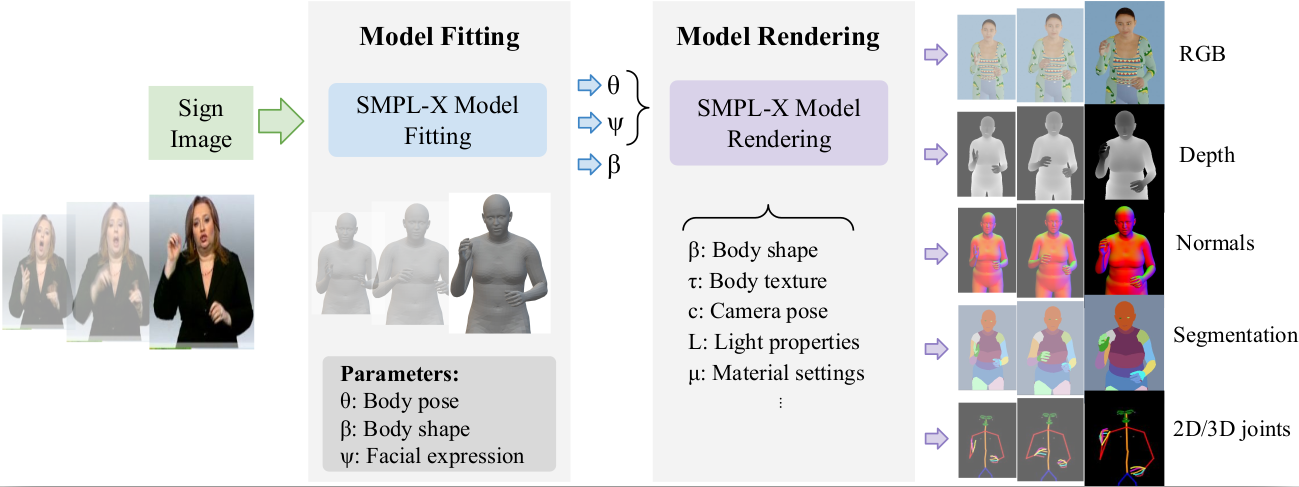 Sign
Image
Model Fitting
SMPL-X Model
Fitting
Parameters:
θ: Body pose
β: Body shape
ψ: Facial expression
θ
ψ
β
Model Rendering
SMPL-X Model
Rendering
β: Body shape
τ: Body texture
c: Camera pose
L: Light properties
μ: Material settings
⋮
RGB
Depth
Normals
Segmentation
2D/3D joints